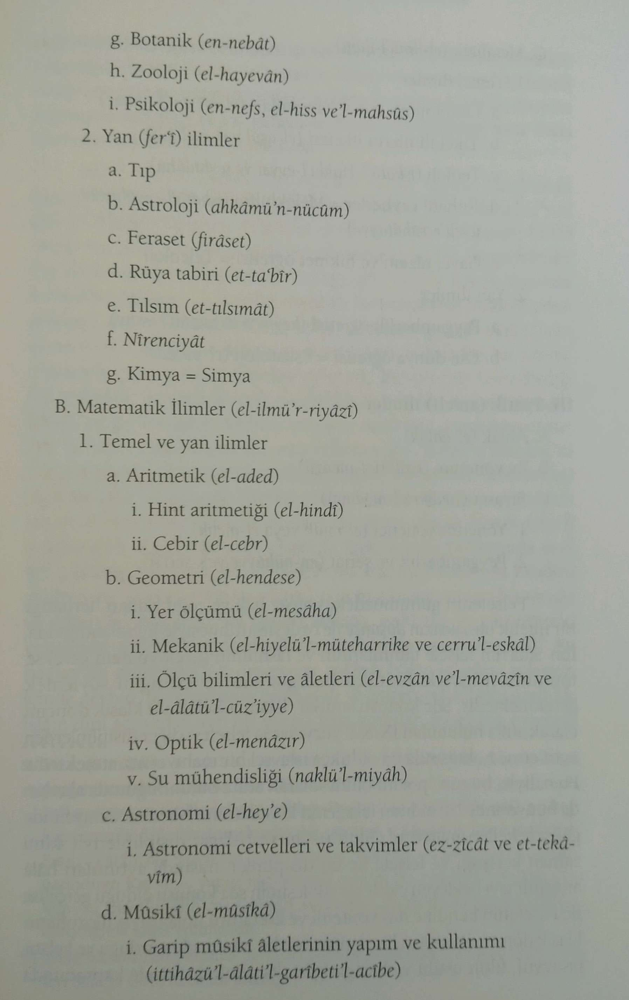 g. Botanik (en-nebât)
h. Zooloji (el-hayevân)
i. Psikoloji (en-nefs, el-hiss ve’l-mahsûs)
2. Yan (fer‘î) ilimler
a. Tıp
b. Astroloji (ahkâmü’n-nücûm)
c. Feraset (firâset)
d. Rüya tabiri (et-ta‘bîr)
e. Tılsım (et-tılsımât)
f. Nîrenciyât
g. Kimya = Simya
B. Matematik İlimler (el-ilmü’r-riyâzî)
1. Temel ve yan ilimler
a. Aritmetik (el-aded)
i. Hint aritmetiği (el-hindî)
ii. Cebir (el-cebr)
b. Geometri (el-hendese)
i. Yer ölçümü (el-mesâha)
ii. Mekanik (el-hiyelü’l-müteharrike ve cerru’l-eskâl)
iii. Ölçü bilimleri ve âletleri (el-evzân ve’l-mevâzîn ve
el-âlâtü’l-cüz’iyye)
iv. Optik (el-menâzır)
v. Su mühendisliği (naklü’l-miyâh)
c. Astronomi (el-hey’e)
i. Astronomi cetvelleri ve takvimler (ez-zîcât ve et-tekâ-
vîm)
d. Mûsikî (el-mûsîkâ)
i. Garip mûsikî âletlerinin yapım ve kullanımı
(ittihâzü’l-âlâti’l-garîbeti’l-acîbe)